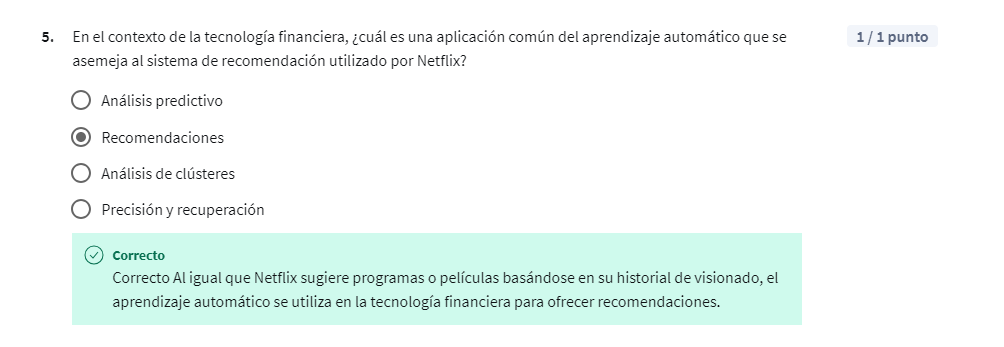 5. En el contexto de la tecnología financiera, ¿cuál es una aplicación común del aprendizaje automático que se
1 / 1 punto
asemeja al sistema de recomendación utilizado por Netflix?
Análisis predictivo
Recomendaciones
Análisis de clústeres
Precisión y recuperación
Correcto
Correcto Al igual que Netflix sugiere programas o películas basándose en su historial de visionado, el
aprendizaje automático se utiliza en la tecnología financiera para ofrecer recomendaciones.